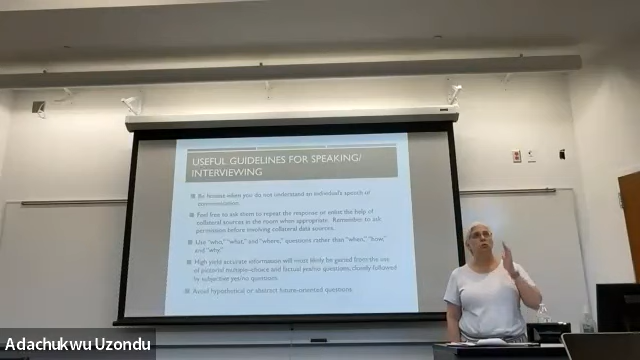 USEFUL GUIDELINES FOR SPEAKING/
INTERVIEWING
Be honest when you do not understand an individual's speech or
communication.
Feel free to ask them to repeat the response or enlist the help of
collateral sources in the room when appropriate. Remember to ask
permission before involving collateral data sources.
Use "who," "what," and "where," questions rather than "when," "how,"
and "why"
High yield accurate information will most likely be gained from the use
of pictorial multiple-choice and factual yes/no questions, closely followed
by subjective yes/no questions
Avoid hypothetical or abstract future-oriented questions
Adachukwu Uzondu